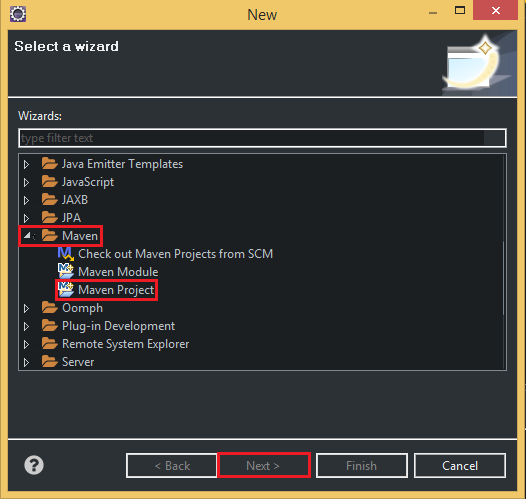 New
Select a wizard
Wizards:
type filter text
Java Emitter Templates
JavaScript
JAXB
JPA
Maven
Check out Maven Projects from SCM
Maven Module
Maven Project
Oomph
Plug-in Development
Remote System Explorer
Server
< Back Next > Finish Cancel